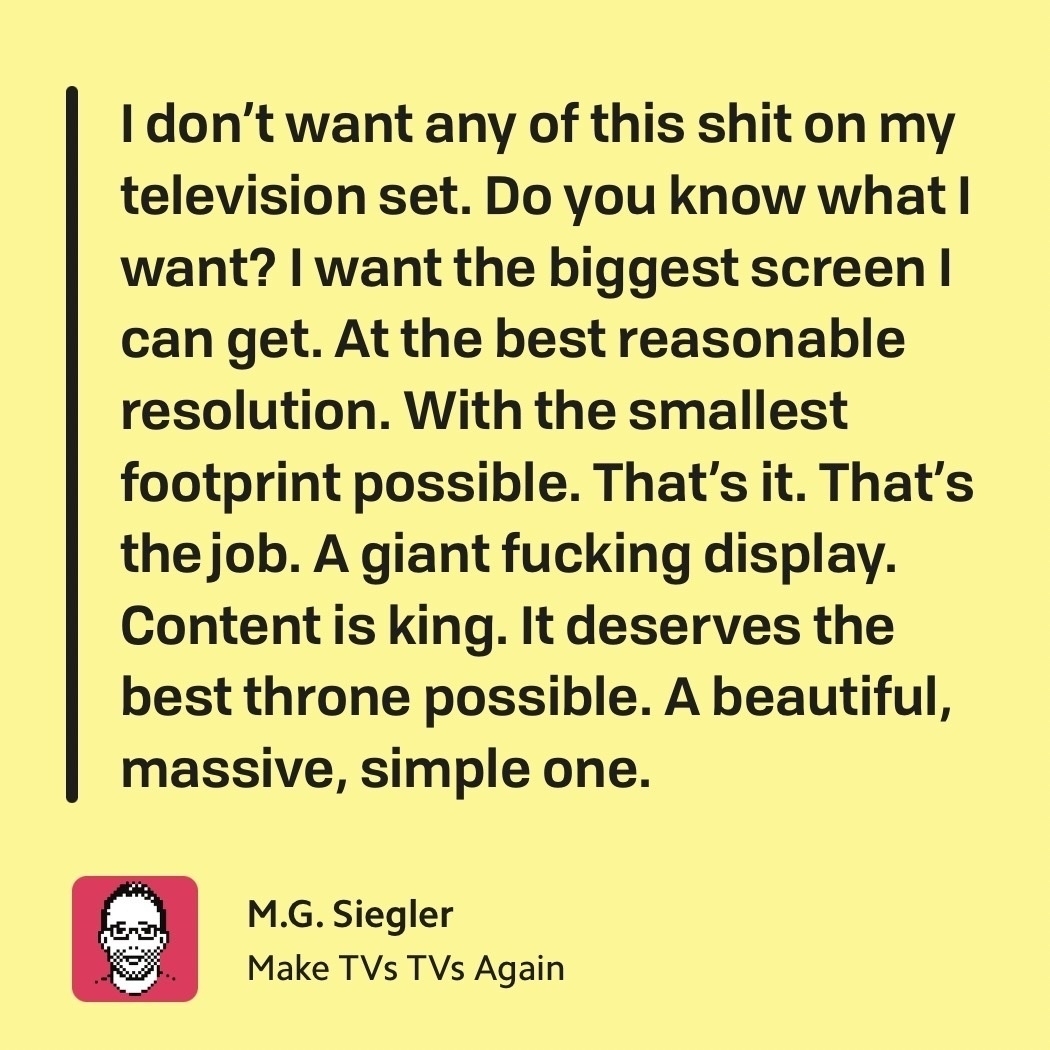 I don’t want any of this shit on my
television set. Do you know what I
want? I want the biggest screen I
can get. At the best reasonable
resolution. With the smallest
footprint possible. That’s it. That’s
the job. A giant fucking display.
Content is king. It deserves the
best throne possible. A beautiful,
massive, simple one.
M.G. Siegler
Make TVs TVs Again